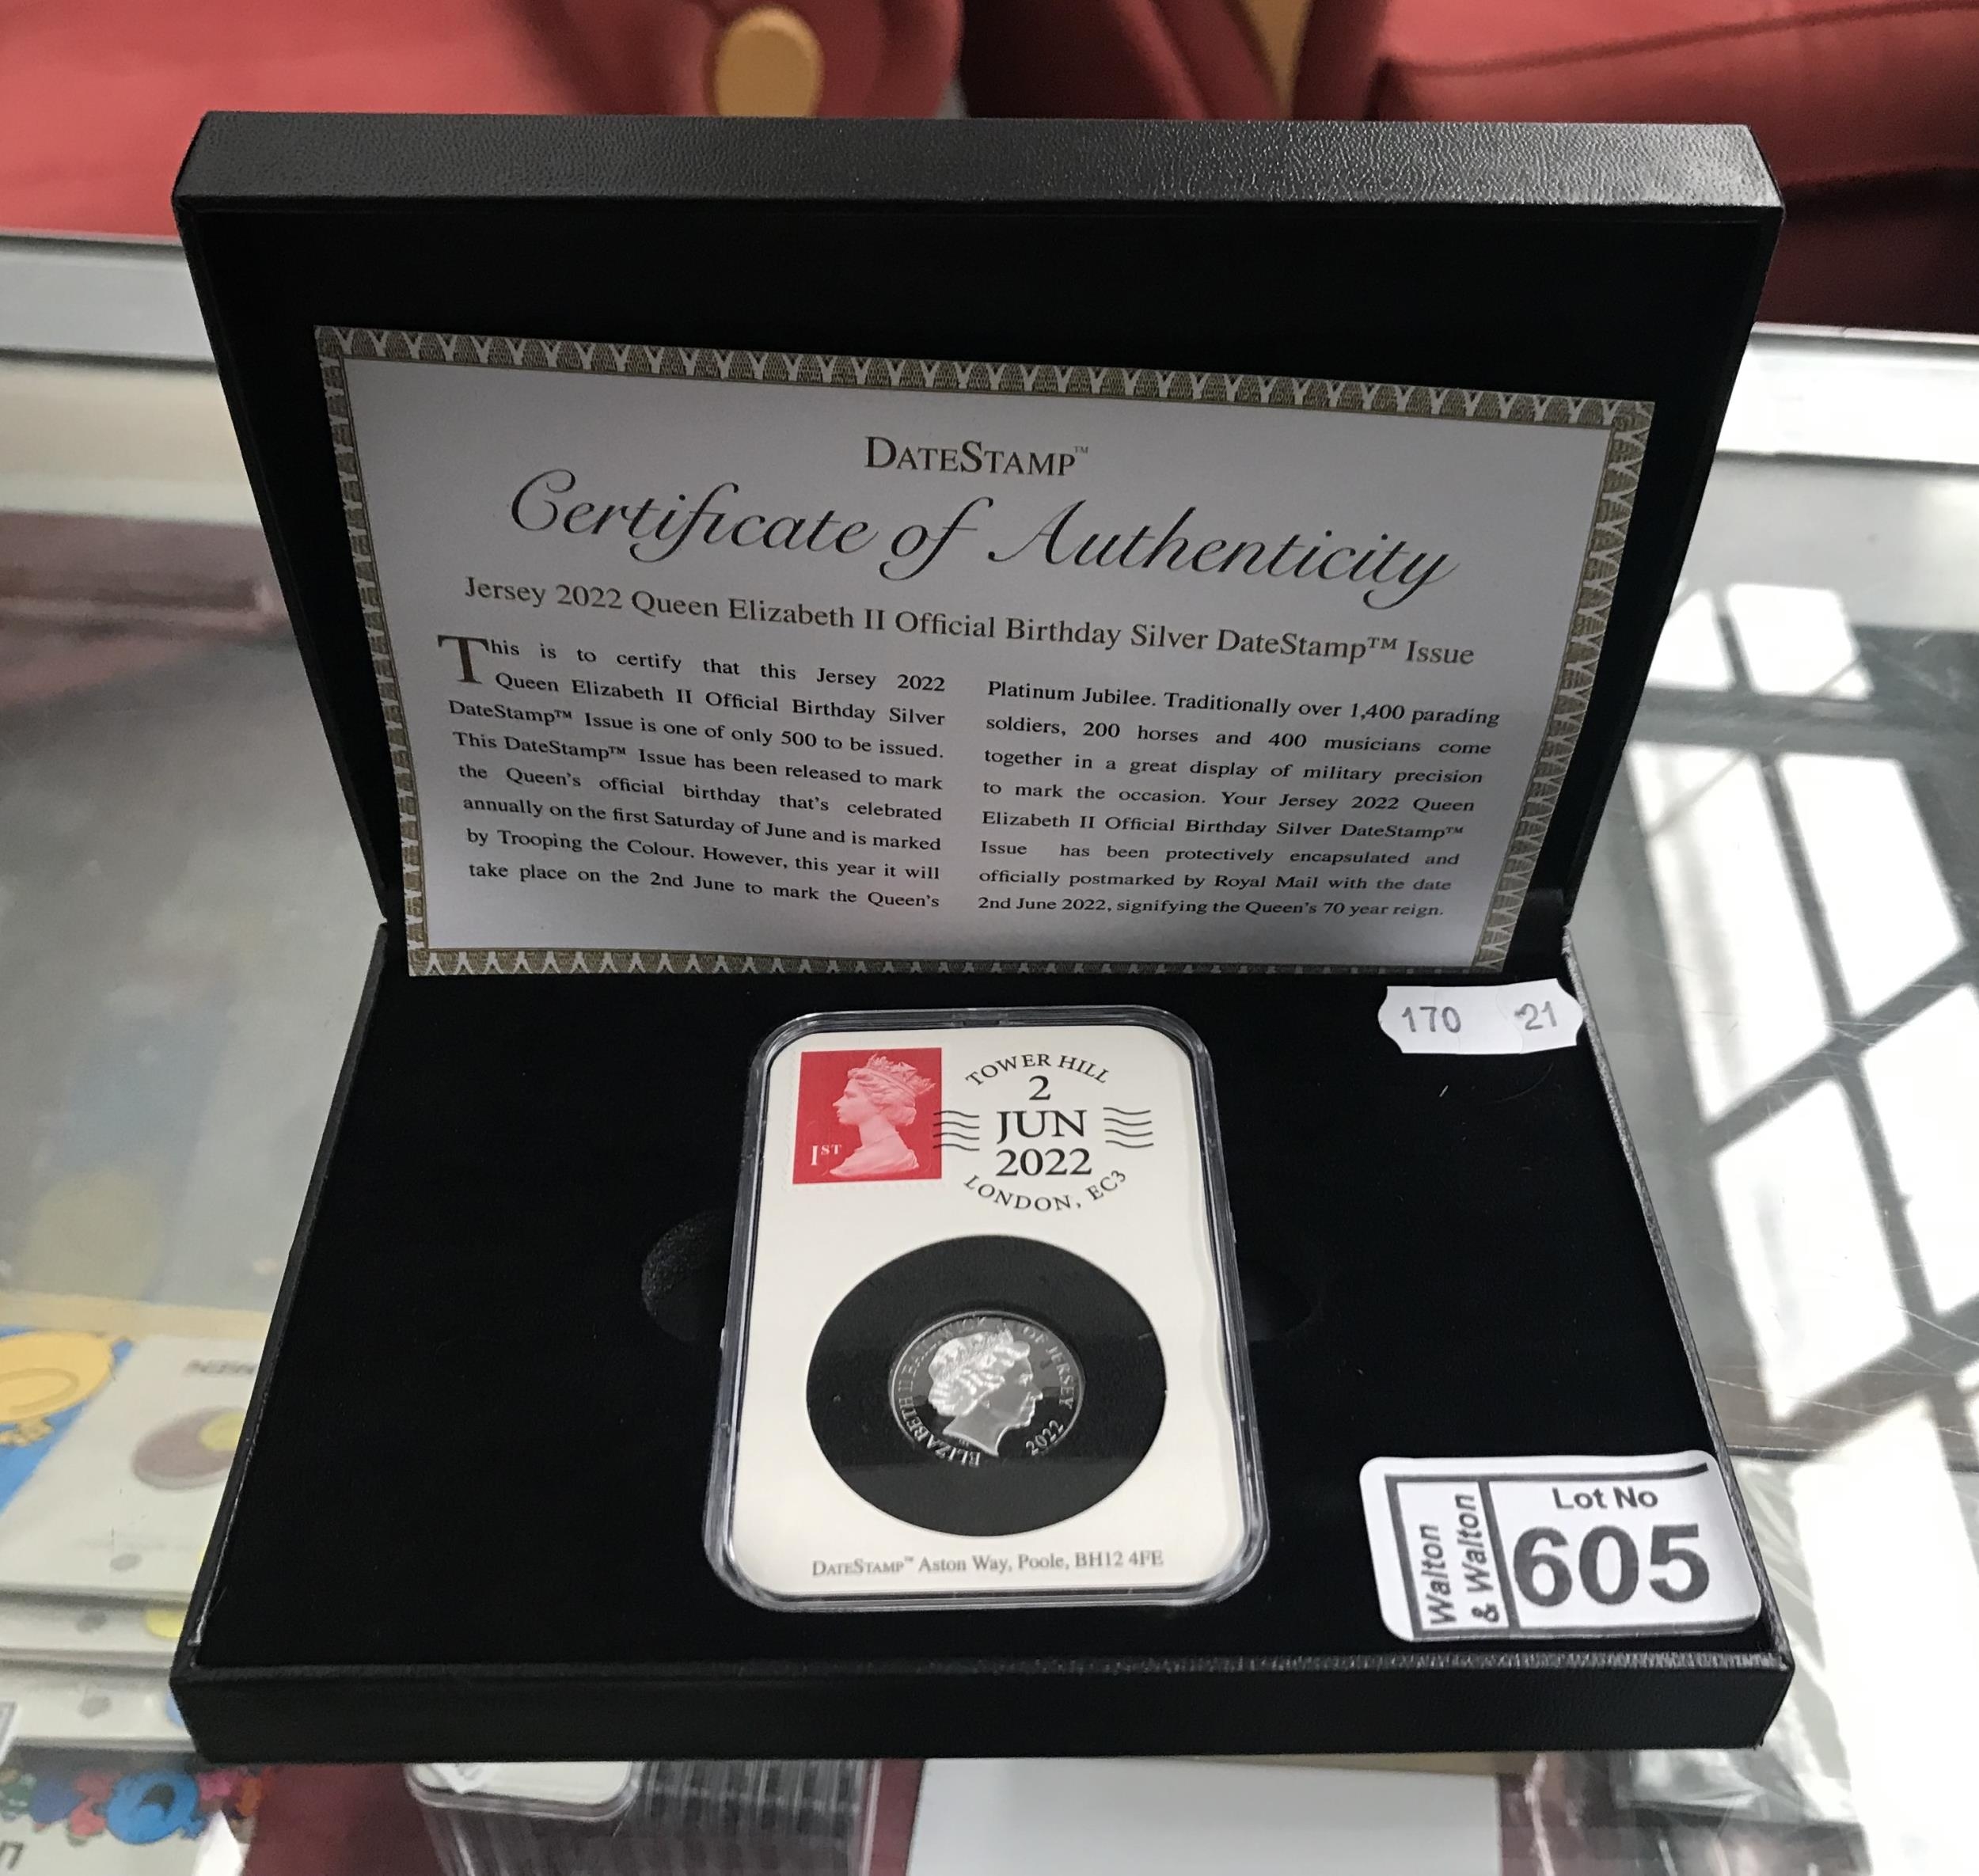 DATESTAMP™
Certificate of Authenticity
Jersey 2022 Queen Elizabeth II Official Birthday Silver DateStamp™ Issue
This is to certify that this Jersey 2022
Queen Elizabeth II Official Birthday Silver
DateStamp™ Issue is one of only 500 to be issued.
This DateStamp™ Issue has been released to mark
the Queen's official birthday that's celebrated
annually on the first Saturday of June and is marked
by Trooping the Colour. However, this year it will
take place on the 2nd June to mark the Queen's
Platinum Jubilee. Traditionally over 1,400 parading
soldiers, 200 horses and 400 musicians come
together in a great display of military precision
to mark the occasion. Your Jersey 2022 Queen
Elizabeth II Official Birthday Silver DateStamp™
Issue has been protectively encapsulated and
officially postmarked by Royal Mail with the date
2nd June 2022, signifying the Queen's 70 year reign.
170 21
1ST
TOWER HILL
2
JUN
2022
LONDON, EC3
ELIZABETH II BAILIWICK OF JERSEY 2022
DATESTAMP™ Aston Way, Poole, BH12 4FE
Walton
& Walton
Lot No
605